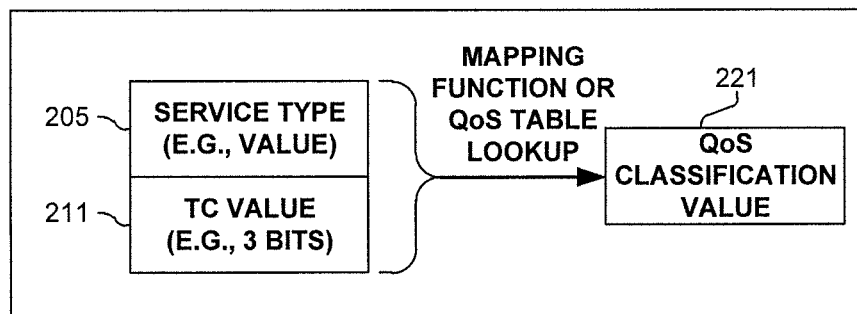 205
SERVICE TYPE
(E.G., VALUE)
211
TC VALUE
(E.G., 3 BITS)
MAPPING
FUNCTION OR
QoS TABLE
LOOKUP
221
QoS
CLASSIFICATION
VALUE